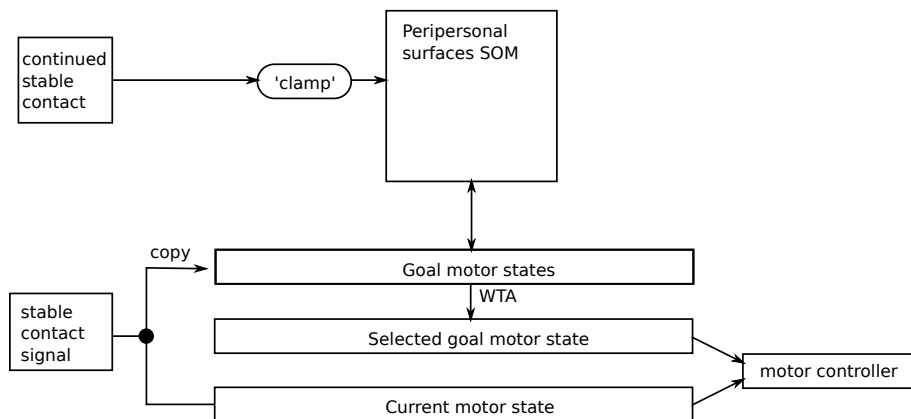 Peripersonal
surfaces SOM
continued
stable
contact
'clamp'
copy
Goal motor states
WTA
stable
contact
signal
Selected goal motor state
motor controller
Current motor state